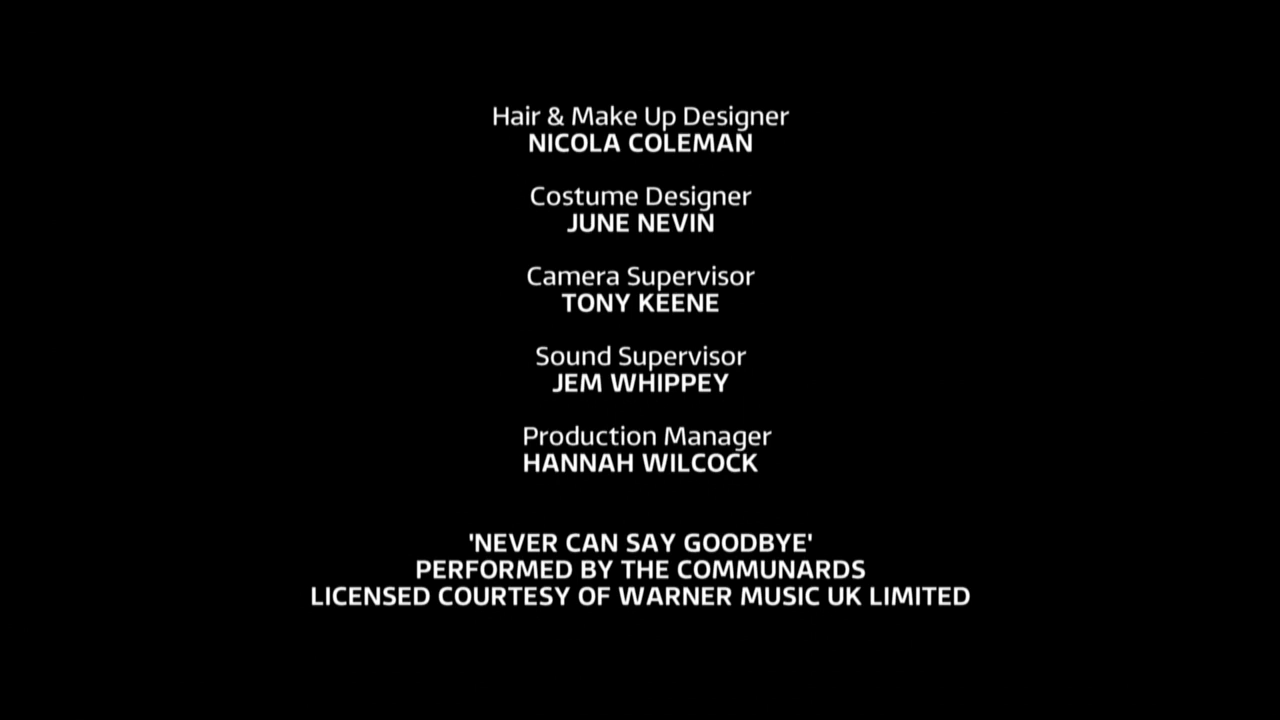 Hair & Make Up Designer
NICOLA COLEMAN
Costume Designer
JUNE NEVIN
Camera Supervisor
TONY KEENE
Sound Supervisor
JEM WHIPPEY
Production Manager
HANNAH WILCOCK
'NEVER CAN SAY GOODBYE'
PERFORMED BY THE COMMUNARDS
LICENSED COURTESY OF WARNER MUSIC UK LIMITED